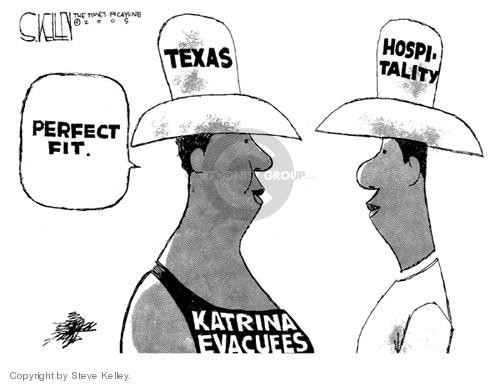 S. KELLEY
THE TIMES-PICAYUNE
©2005
TEXAS
HOSPI-
TALITY
PERFECT
FIT.
KATRINA
EVACUEES
Copyright by Steve Kelley.